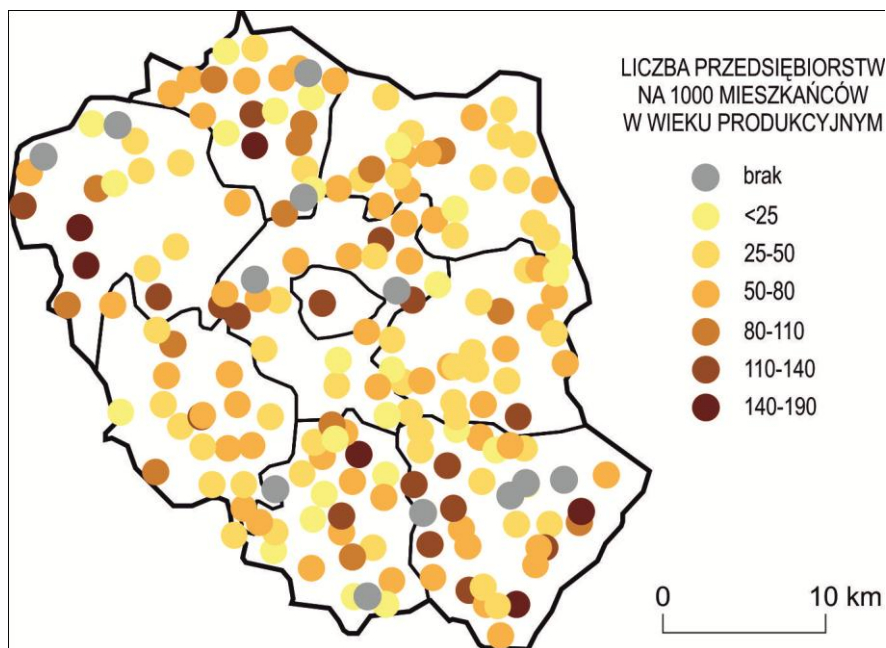 LICZBA PRZEDSIĘBIORSTW
NA 1000 MIESZKAŃCÓW
W WIEKU PRODUKCYJNYM
brak
<25
25-50
50-80
80-110
110-140
140-190
0 10 km